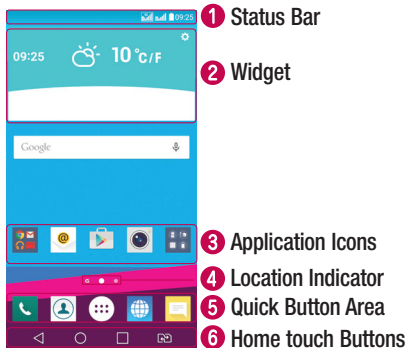 09:25
1 Status Bar
09:25 10 °C/F
2 Widget
Google
@
3 Application Icons
G
4 Location Indicator
5 Quick Button Area
6 Home touch Buttons